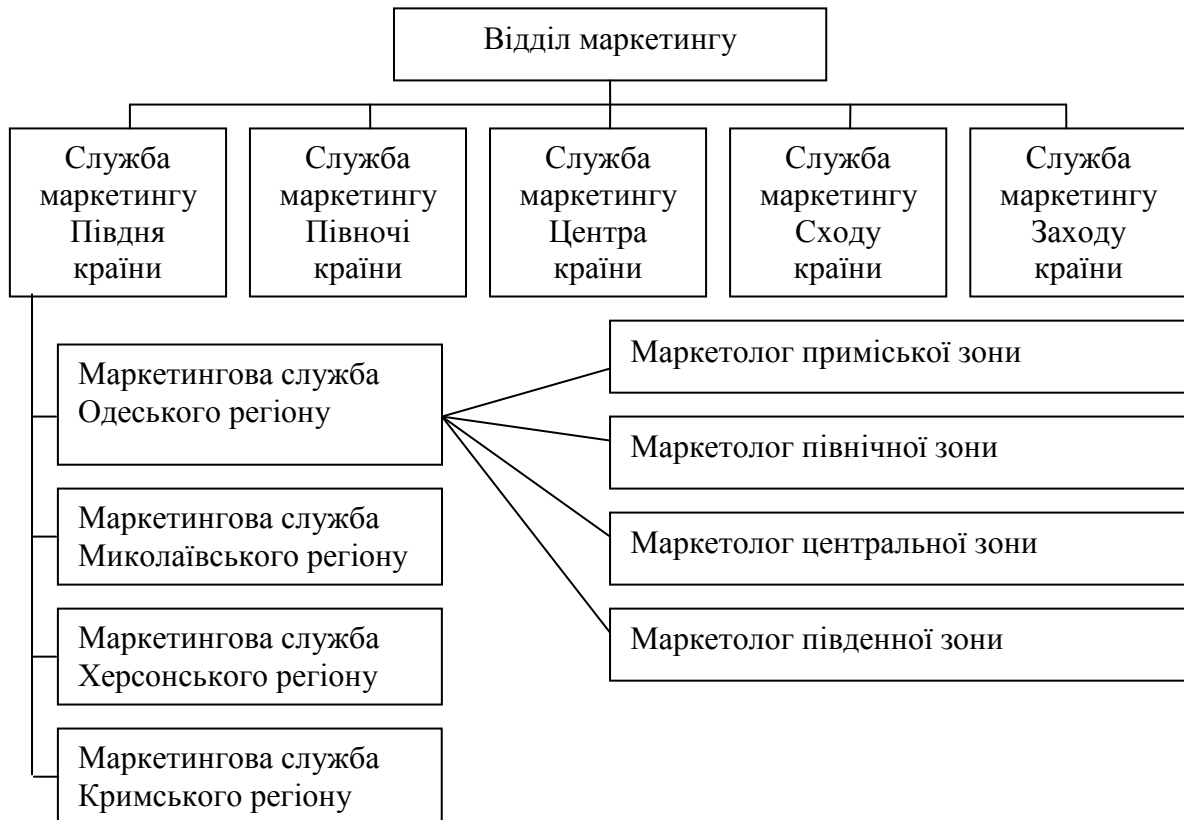 Відділ маркетингу
Служба
маркетингу
Півдня
країни
Служба
маркетингу
Півночі
країни
Служба
маркетингу
Центра
країни
Служба
маркетингу
Сходу
країни
Служба
маркетингу
Заходу
країни
Маркетингова служба
Одеського регіону
Маркетингова служба
Миколаївського регіону
Маркетингова служба
Херсонського регіону
Маркетингова служба
Кримського регіону
Маркетолог приміської зони
Маркетолог північної зони
Маркетолог центральної зони
Маркетолог південної зони